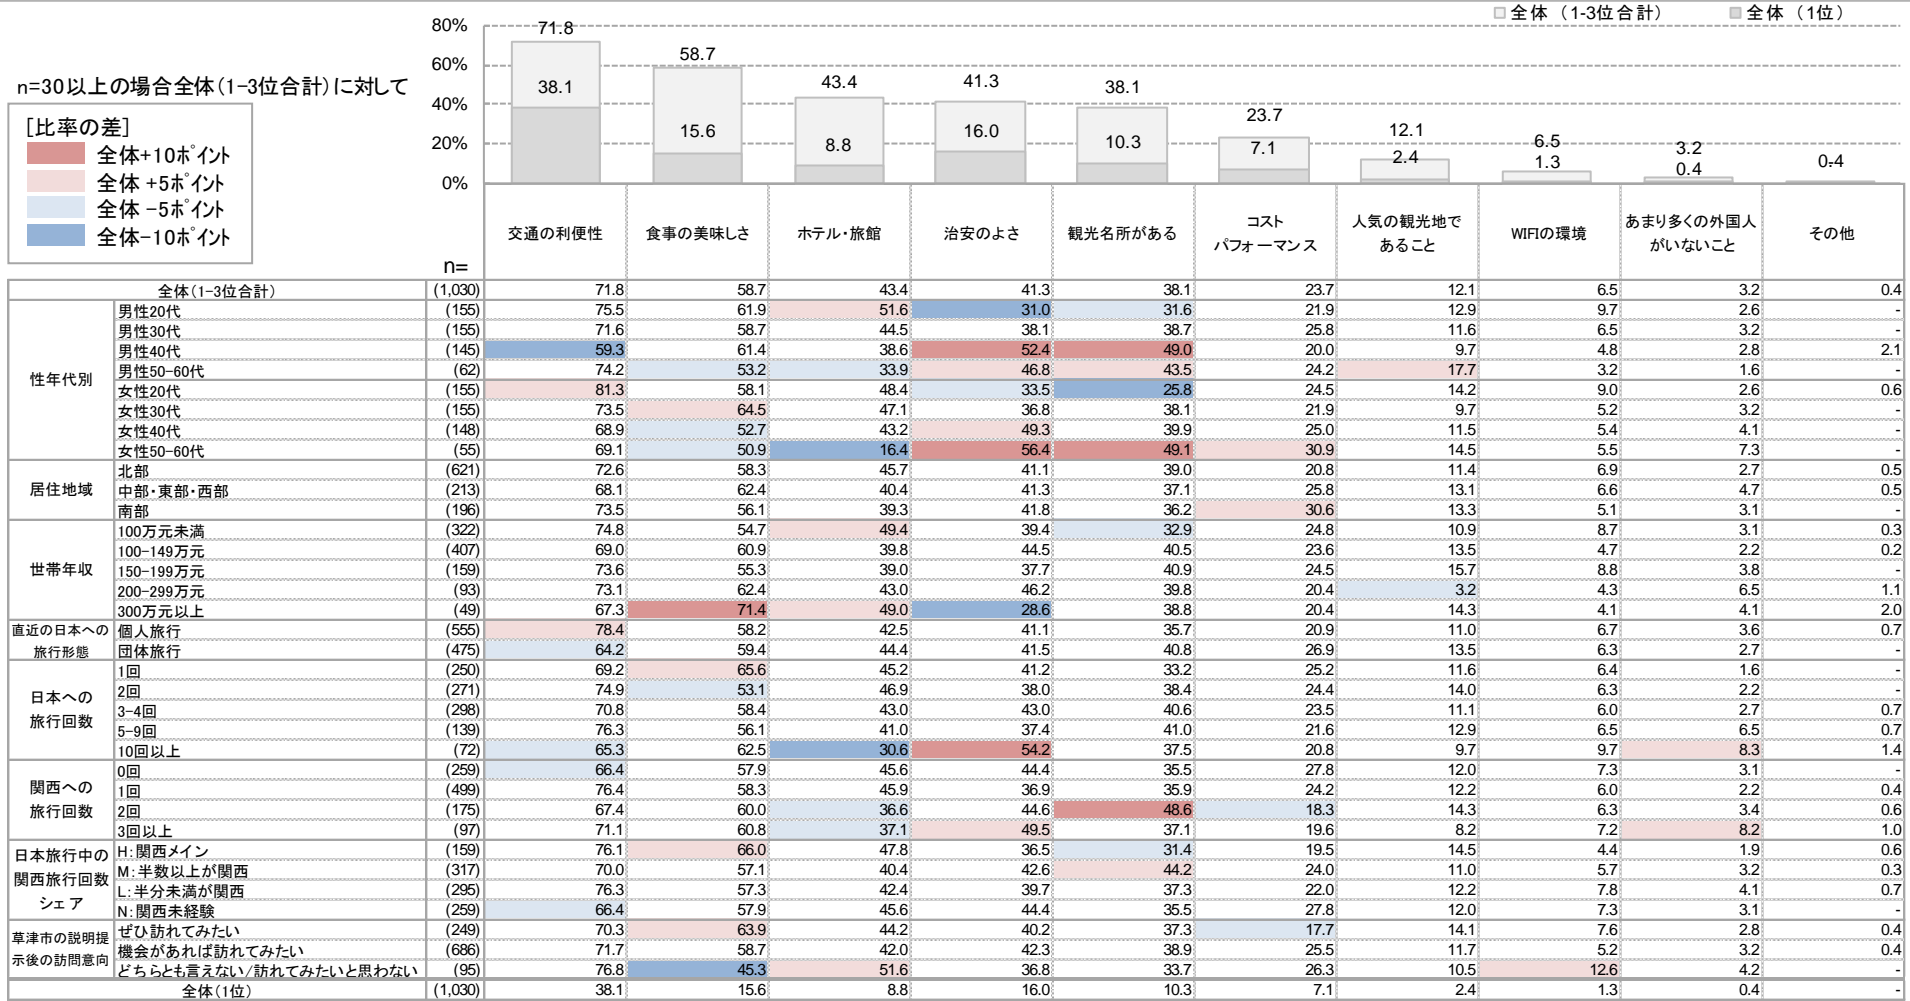 □全体（1-3位合計） ■全体（1位）
80%
60%
40%
20%
0%
71.8 58.7 43.4 41.3 38.1 23.7 12.1 6.5 3.2 0.4
38.1 15.6 8.8 16.0 10.3 7.1 2.4 1.3 0.4 -
n=30以上の場合全体（1-3位合計）に対して
[比率の差]
全体+10ポイント
全体 +5ポイント
全体 -5ポイント
全体-10ポイント
n=
交通の利便性
食事の美味しさ
ホテル・旅館
治安のよさ
観光名所がある
コスト
パフォーマンス
人気の観光地で
あること
WIFIの環境
あまり多くの外国人
がいないこと
その他
全体（1-3位合計） (1,030) 71.8 58.7 43.4 41.3 38.1 23.7 12.1 6.5 3.2 0.4
性年代別
男性20代 (155) 75.5 61.9 51.6 31.0 31.6 21.9 12.9 9.7 2.6 -
男性30代 (155) 71.6 58.7 44.5 38.1 38.7 25.8 11.6 6.5 3.2 -
男性40代 (145) 59.3 61.4 38.6 52.4 49.0 20.0 9.7 4.8 2.8 2.1
男性50-60代 (62) 74.2 53.2 33.9 46.8 43.5 24.2 17.7 3.2 1.6 -
女性20代 (155) 81.3 58.1 48.4 33.5 25.8 24.5 14.2 9.0 2.6 0.6
女性30代 (155) 73.5 64.5 47.1 36.8 38.1 21.9 9.7 5.2 3.2 -
女性40代 (148) 68.9 52.7 43.2 49.3 39.9 25.0 11.5 5.4 4.1 -
女性50-60代 (55) 69.1 50.9 16.4 56.4 49.1 30.9 14.5 5.5 7.3 -
居住地域
北部 (621) 72.6 58.3 45.7 41.1 39.0 20.8 11.4 6.9 2.7 0.5
中部・東部・西部 (213) 68.1 62.4 40.4 41.3 37.1 25.8 13.1 6.6 4.7 0.5
南部 (196) 73.5 56.1 39.3 41.8 36.2 30.6 13.3 5.1 3.1 -
世帯年収
100万元未満 (322) 74.8 54.7 49.4 39.4 32.9 24.8 10.9 8.7 3.1 0.3
100-149万元 (407) 69.0 60.9 39.8 44.5 40.5 23.6 13.5 4.7 2.2 0.2
150-199万元 (159) 73.6 55.3 39.0 37.7 40.9 24.5 15.7 8.8 3.8 -
200-299万元 (93) 73.1 62.4 43.0 46.2 39.8 20.4 3.2 4.3 6.5 1.1
300万元以上 (49) 67.3 71.4 49.0 28.6 38.8 20.4 14.3 4.1 4.1 2.0
直近の日本への
旅行形態
個人旅行 (555) 78.4 58.2 42.5 41.1 35.7 20.9 11.0 6.7 3.6 0.7
団体旅行 (475) 64.2 59.4 44.4 41.5 40.8 26.9 13.5 6.3 2.7 -
日本への
旅行回数
1回 (250) 69.2 65.6 45.2 41.2 33.2 25.2 11.6 6.4 1.6 -
2回 (271) 74.9 53.1 46.9 38.0 38.4 24.4 14.0 6.3 2.2 -
3-4回 (298) 70.8 58.4 43.0 43.0 40.6 23.5 11.1 6.0 2.7 0.7
5-9回 (139) 76.3 56.1 41.0 37.4 41.0 21.6 12.9 6.5 6.5 0.7
10回以上 (72) 65.3 62.5 30.6 54.2 37.5 20.8 9.7 9.7 8.3 1.4
関西への
旅行回数
0回 (259) 66.4 57.9 45.6 44.4 35.5 27.8 12.0 7.3 3.1 -
1回 (499) 76.4 58.3 45.9 36.9 35.9 24.2 12.2 6.0 2.2 0.4
2回 (175) 67.4 60.0 36.6 44.6 48.6 18.3 14.3 6.3 3.4 0.6
3回以上 (97) 71.1 60.8 37.1 49.5 37.1 19.6 8.2 7.2 8.2 1.0
日本旅行中の
関西旅行回数
シェア
H：関西メイン (159) 76.1 66.0 47.8 36.5 31.4 19.5 14.5 4.4 1.9 0.6
M：半数以上が関西 (317) 70.0 57.1 40.4 42.6 44.2 24.0 11.0 5.7 3.2 0.3
L：半分未満が関西 (295) 76.3 57.3 42.4 39.7 37.3 22.0 12.2 7.8 4.1 0.7
N：関西未経験 (259) 66.4 57.9 45.6 44.4 35.5 27.8 12.0 7.3 3.1 -
草津市の説明提
示後の訪問意向
ぜひ訪れてみたい (249) 70.3 63.9 44.2 40.2 37.3 17.7 14.1 7.6 2.8 0.4
機会があれば訪れてみたい (686) 71.7 58.7 42.0 42.3 38.9 25.5 11.7 5.2 3.2 0.4
どちらとも言えない/訪れてみたいと思わない (95) 76.8 45.3 51.6 36.8 33.7 26.3 10.5 12.6 4.2 -
全体（1位） (1,030) 38.1 15.6 8.8 16.0 10.3 7.1 2.4 1.3 0.4 -